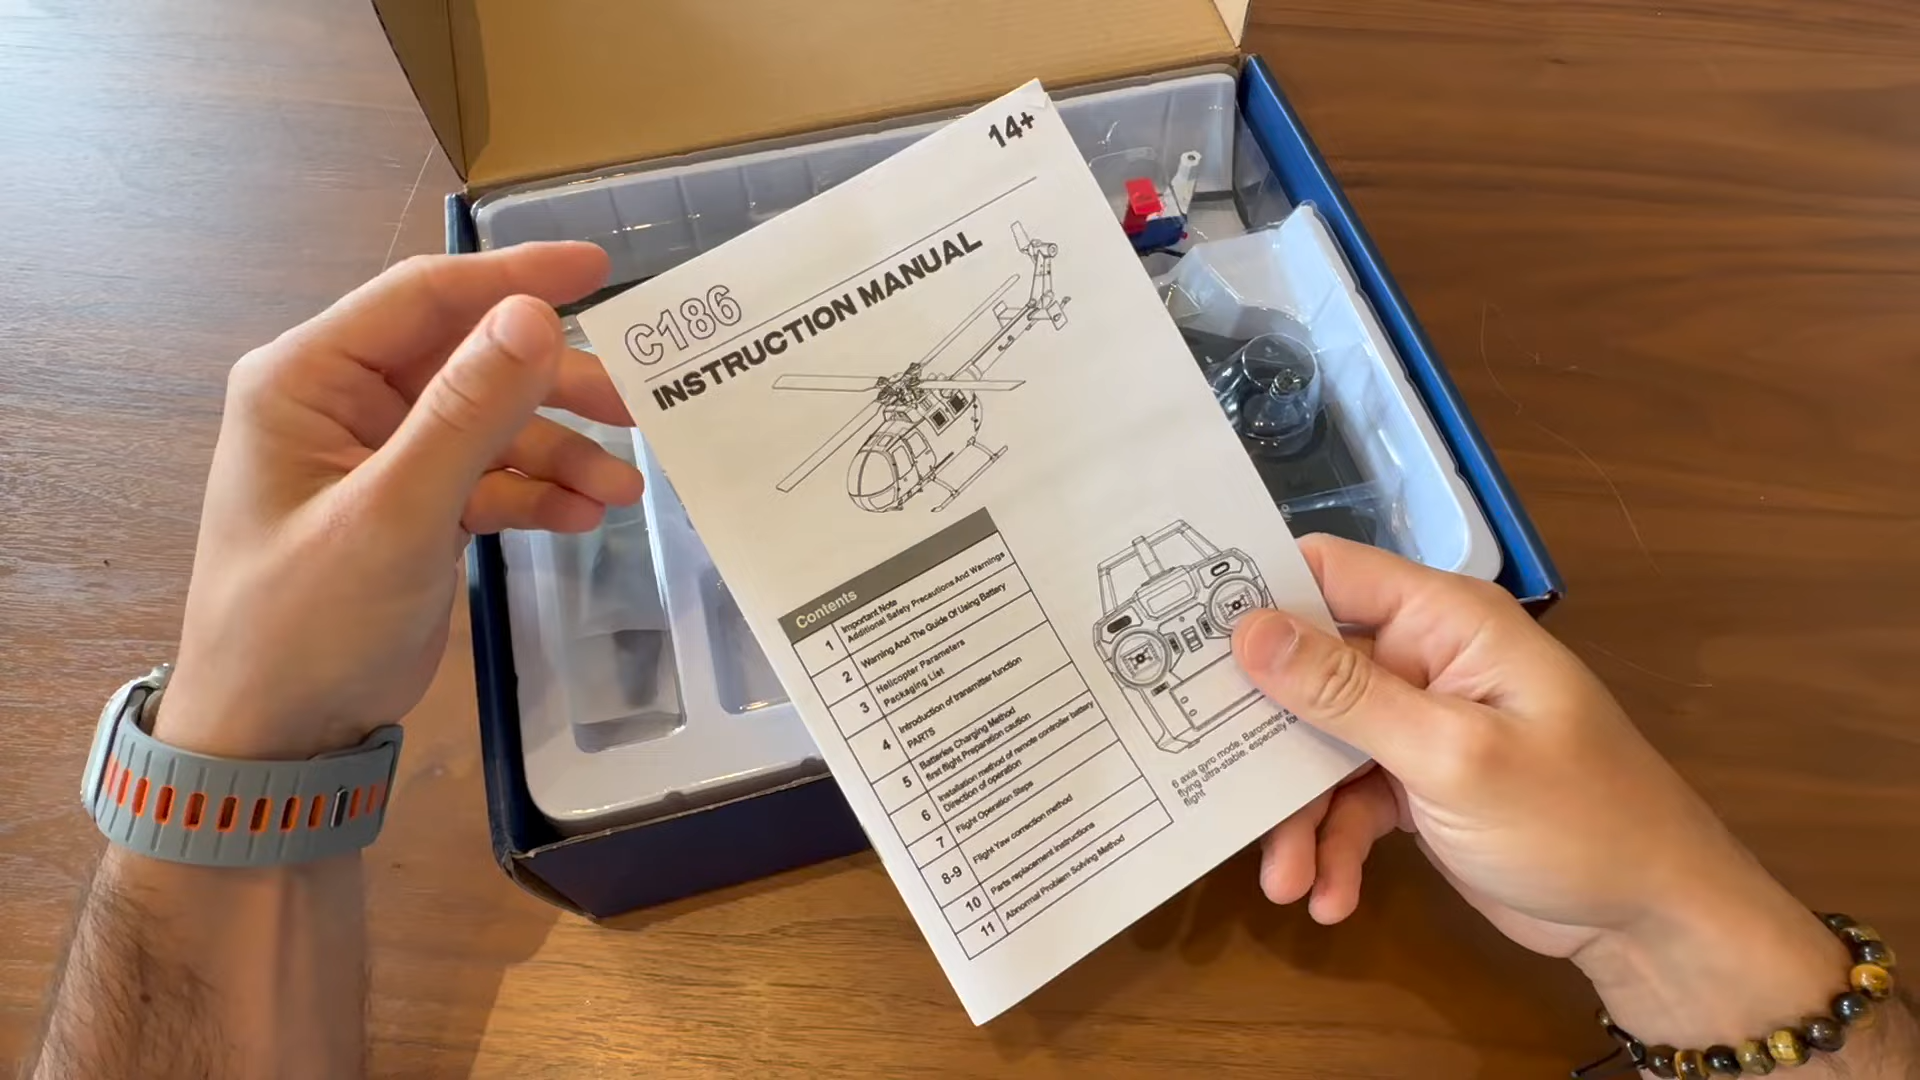 14+
C186
INSTRUCTION MANUAL
Contents
1 Important Note
Additional Safety Precautions And Warnings
2 Warning And The Guide Of Using Battery
3 Helicopter Parameters
Packaging List
4 Introduction of transmitter function
PARTS
5 Batteries Charging Method
first flight Preparation caution
6 Installation method of remote controller battery
Direction of operation
7 Flight Operation Steps
8-9 Flight Yaw correction method
10 Parts replacement instructions
11 Abnormal Problem Solving Method
6 axis gyro mode, Barometer
flying ultra-stable, especially
flight